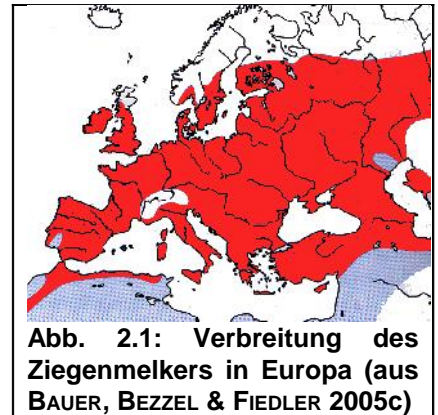 Abb. 2.1: Verbreitung des
Ziegenmelkers in Europa (aus
BAUER, BEZZEL & FIEDLER 2005c)